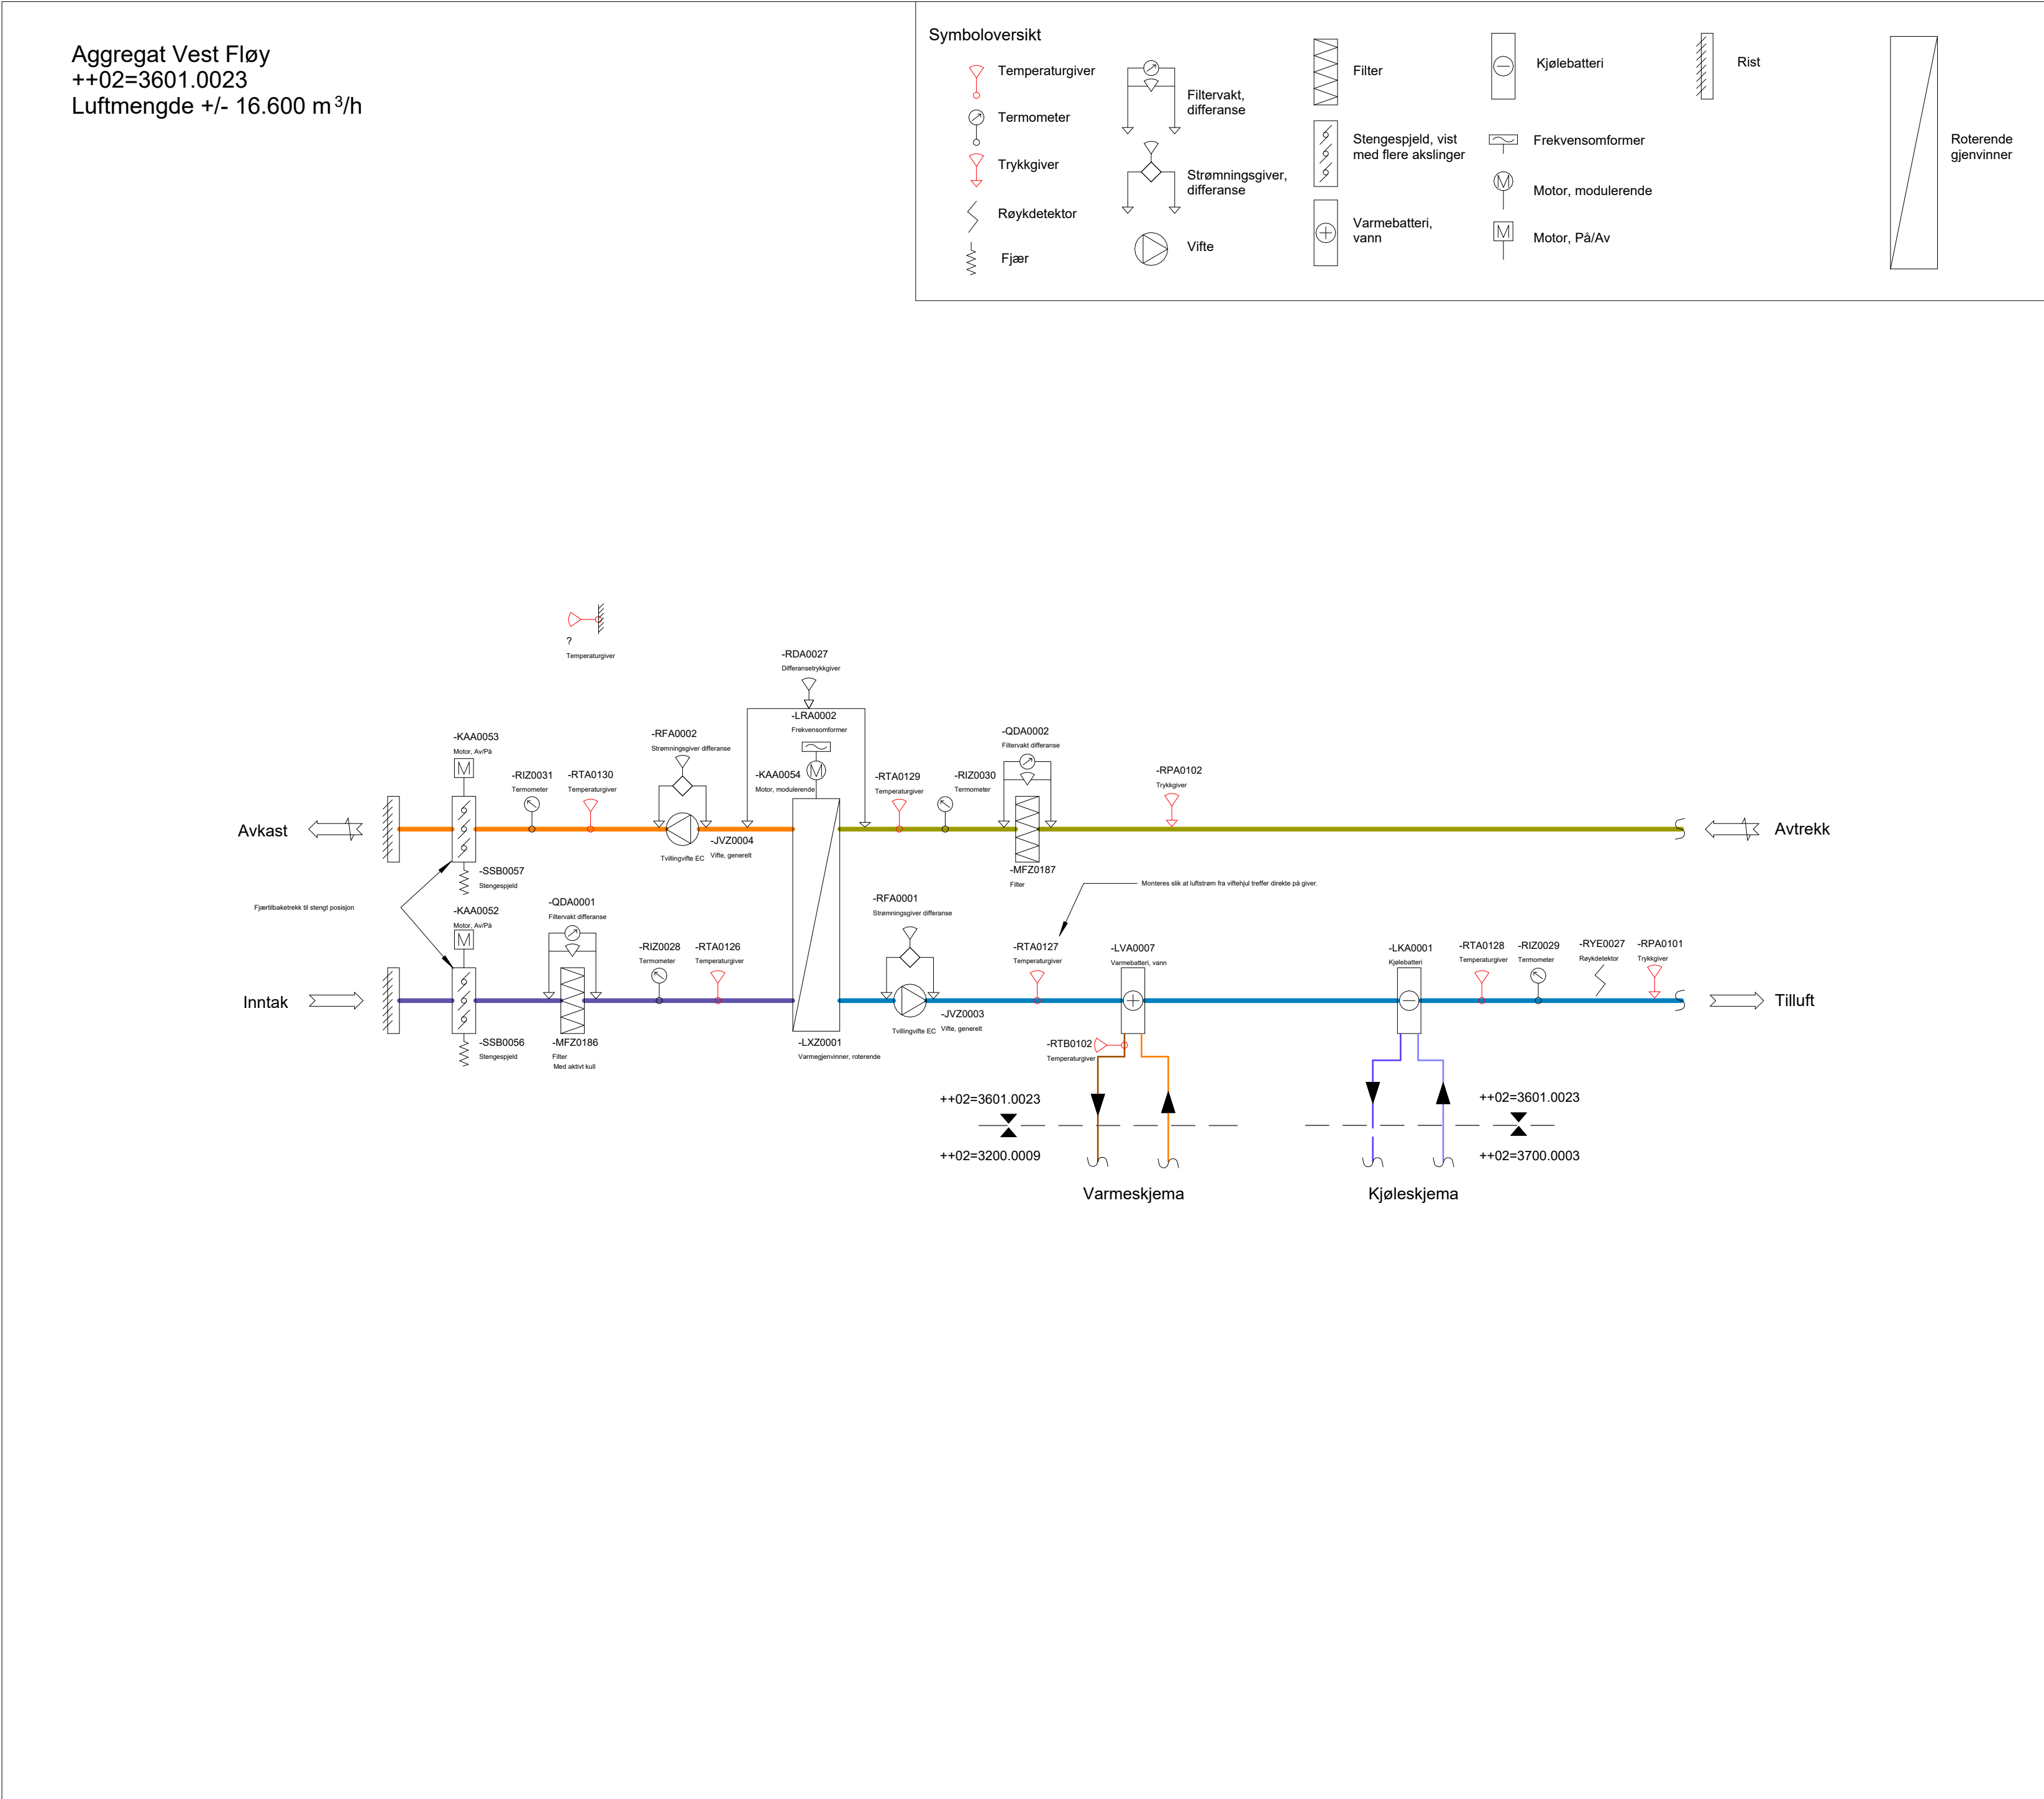 Aggregat Vest Fløy
++02=3601.0023
Luftmengde +/- 16.600 m³/h
Symboloversikt
Temperaturgiver
Termometer
Trykkgiver
Røykdetektor
Fjær
Filtervakt,
differanse
Strømningsgiver,
differanse
Vifte
Filter
Stengespjeld, vist
med flere akslinger
Varmebatteri,
vann
Kjølebatteri
Frekvensomformer
M
Motor, modulerende
M
Motor, På/Av
Rist
Roterende
gjenvinner
?
Temperaturgiver
-RDA0027
Differansetrykkgiver
-LRA0002
Frekvensomformer
-KAA0053
Motor, Av/På
M
-RIZ0031
Termometer
-RTA0130
Temperaturgiver
-RFA0002
Strømningsgiver differanse
-KAA0054
Motor, modulerende
M
-RTA0129
Temperaturgiver
-RIZ0030
Termometer
-QDA0002
Filtervakt differanse
-RPA0102
Trykkgiver
Avkast
Avtrekk
-JVZ0004
Vifte, generelt
Tvillingvifte EC
-SSB0057
Stengespjeld
-MFZ0187
Filter
Monteres slik at luftstrøm fra viftehjul treffer direkte på giver.
Fjærtilbaketrekk til stengt posisjon
-KAA0052
Motor, Av/På
M
-QDA0001
Filtervakt differanse
-RIZ0028
Termometer
-RTA0126
Temperaturgiver
-RFA0001
Strømningsgiver differanse
-RTA0127
Temperaturgiver
-LVA0007
Varmebatteri, vann
-LKA0001
Kjølebatteri
-RTA0128
Temperaturgiver
-RIZ0029
Termometer
-RYE0027
Røykdetektor
-RPA0101
Trykkgiver
Inntak
Tilluft
-JVZ0003
Vifte, generelt
Tvillingvifte EC
-SSB0056
Stengespjeld
-MFZ0186
Filter
Med aktivt kull
-LXZ0001
Varmegjenvinner, roterende
-RTB0102
Temperaturgiver
++02=3601.0023
++02=3200.0009
++02=3601.0023
++02=3700.0003
Varmeskjema
Kjøleskjema